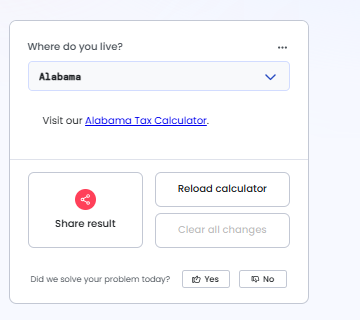 Where do you live?
Alabama
Visit our Alabama Tax Calculator.
Share result
Reload calculator
Clear all changes
Did we solve your problem today?
Yes
No